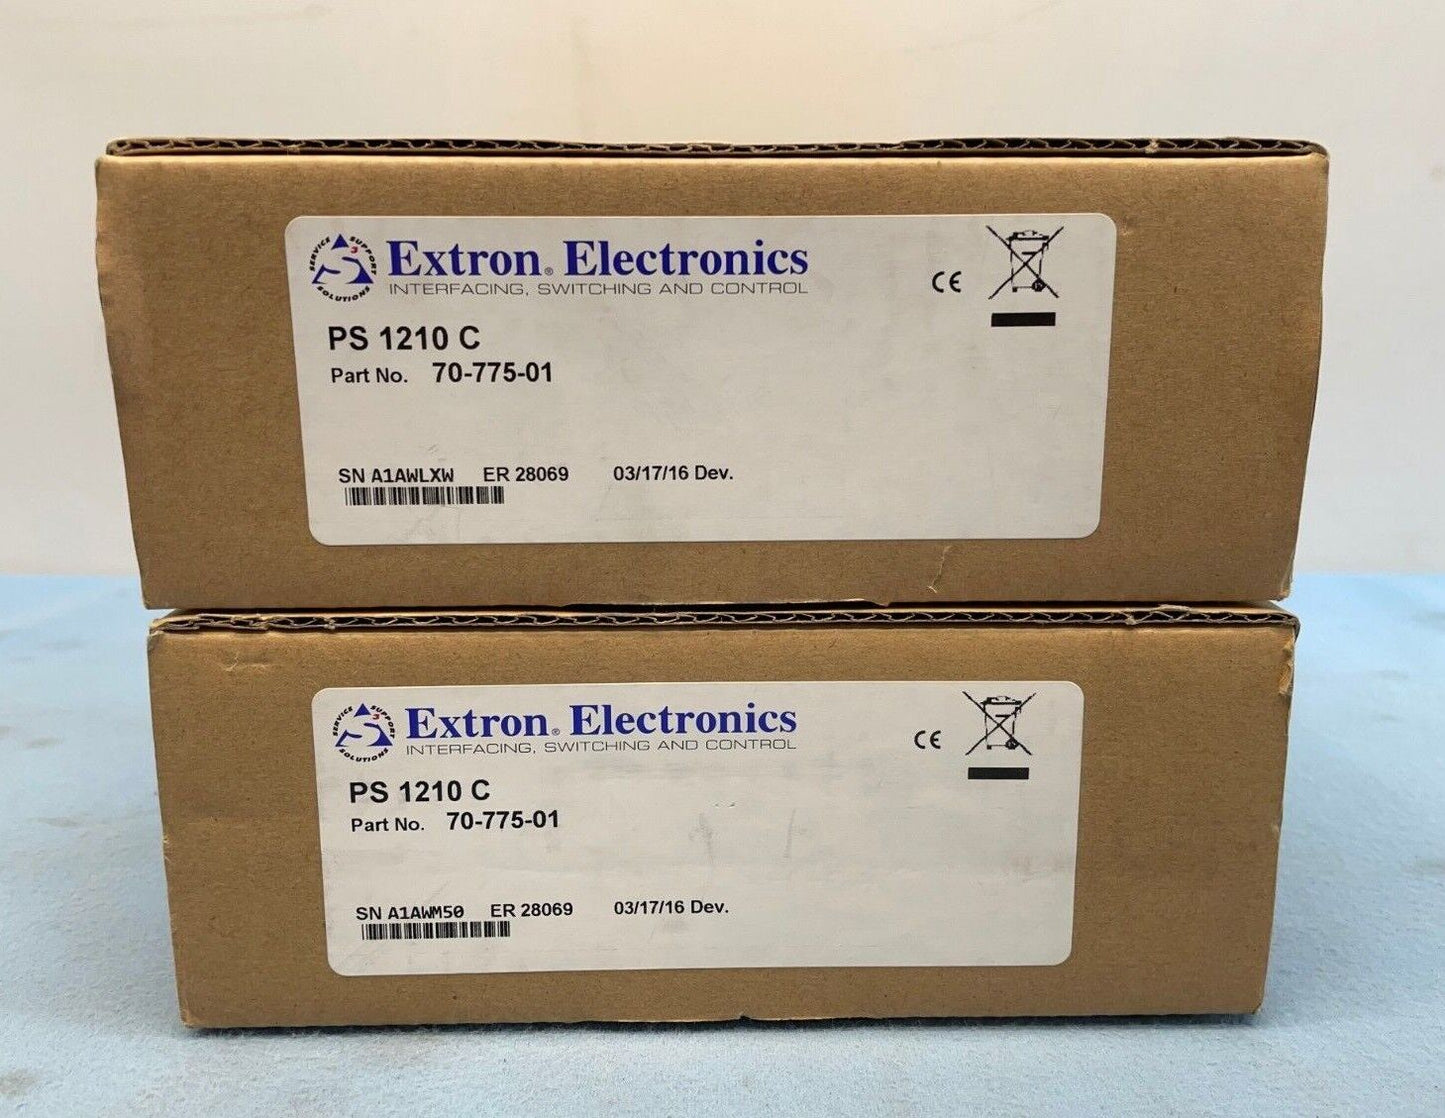 SERVICE SUPPORT SOLUTIONS
S3
Extron® Electronics
INTERFACING, SWITCHING AND CONTROL
CE
PS 1210 C
Part No. 70-775-01
SN A1AWLXW ER 28069 03/17/16 Dev.
SERVICE SUPPORT SOLUTIONS
S3
Extron® Electronics
INTERFACING, SWITCHING AND CONTROL
CE
PS 1210 C
Part No. 70-775-01
SN A1AWM50 ER 28069 03/17/16 Dev.